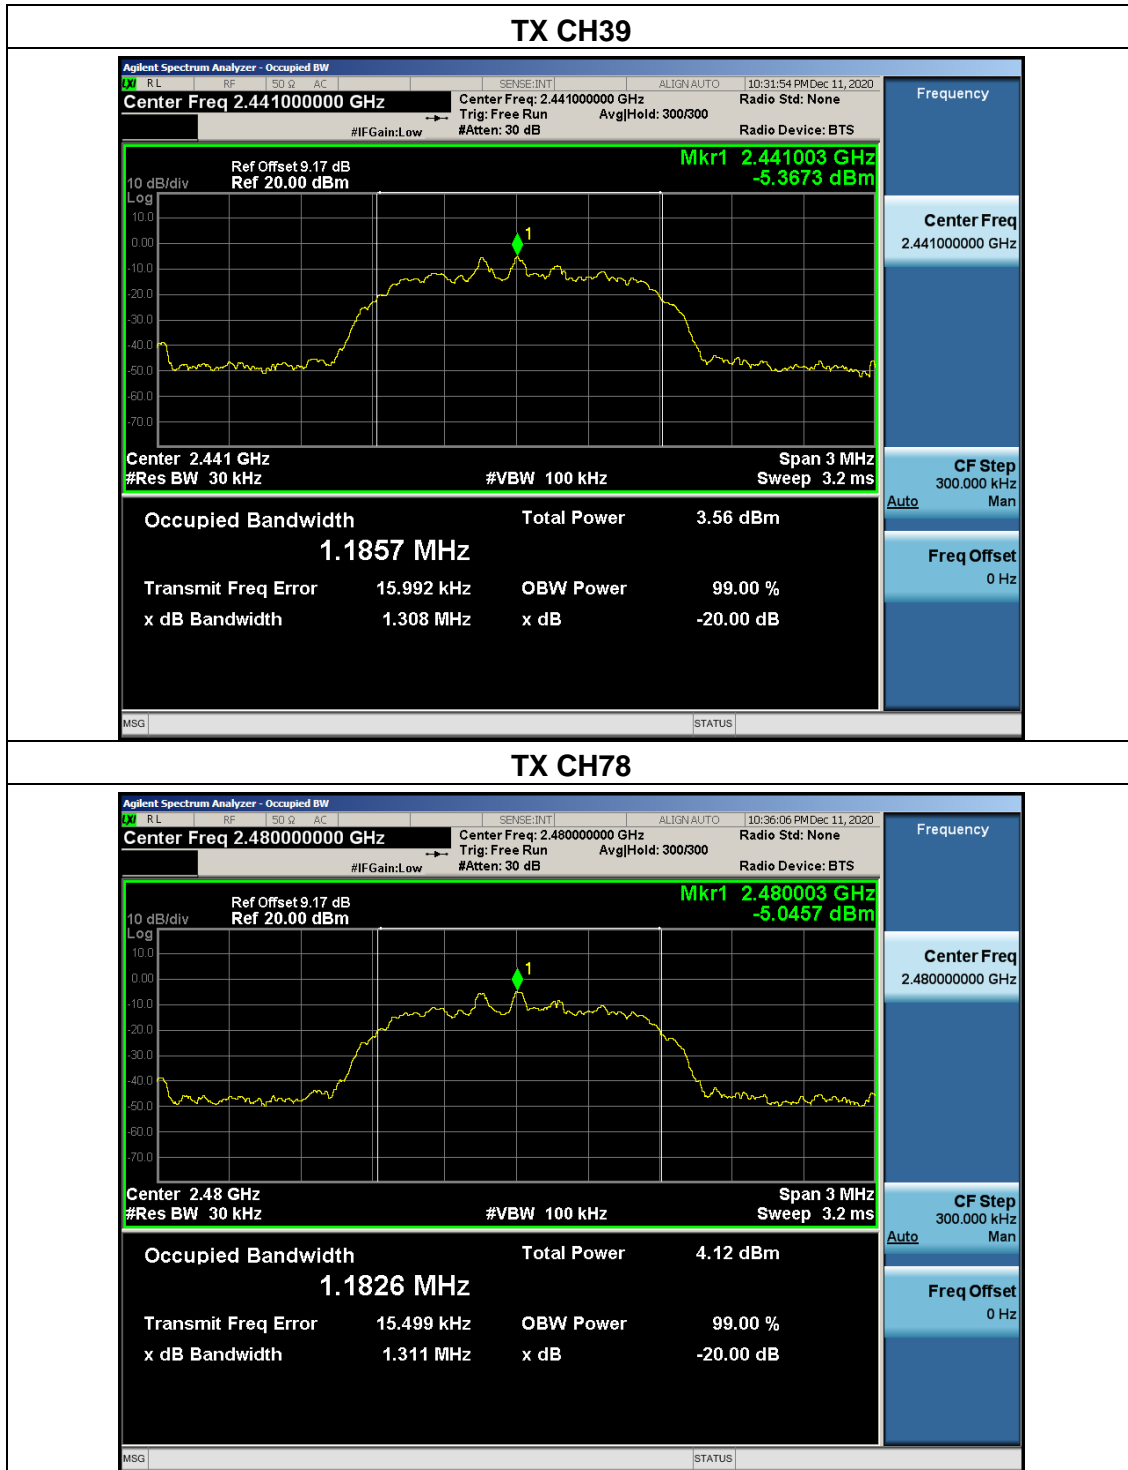 TX CH39
Agilent Spectrum Analyzer - Occupied BW
LXI RL RF 50 Ω AC SENSE:INT ALIGN AUTO 10:31:54 PM Dec 11, 2020
Center Freq 2.441000000 GHz
Center Freq: 2.441000000 GHz
Radio Std: None
Trig: Free Run Avg|Hold: 300/300
#IFGain:Low #Atten: 30 dB Radio Device: BTS
Frequency
Mkr1 2.441003 GHz
-5.3673 dBm
Ref Offset 9.17 dB
10 dB/div Ref 20.00 dBm
Log
10.0
0.00
-10.0
-20.0
-30.0
-40.0
-50.0
-60.0
-70.0
1
Center 2.441 GHz Span 3 MHz
#Res BW 30 kHz #VBW 100 kHz Sweep 3.2 ms
Center Freq
2.441000000 GHz
CF Step
300.000 kHz
Auto Man
Freq Offset
0 Hz
Occupied Bandwidth Total Power 3.56 dBm
1.1857 MHz
Transmit Freq Error 15.992 kHz OBW Power 99.00 %
x dB Bandwidth 1.308 MHz x dB -20.00 dB
MSG STATUS
TX CH78
Agilent Spectrum Analyzer - Occupied BW
LXI RL RF 50 Ω AC SENSE:INT ALIGN AUTO 10:36:06 PM Dec 11, 2020
Center Freq 2.480000000 GHz
Center Freq: 2.480000000 GHz
Radio Std: None
Trig: Free Run Avg|Hold: 300/300
#IFGain:Low #Atten: 30 dB Radio Device: BTS
Frequency
Mkr1 2.480003 GHz
-5.0457 dBm
Ref Offset 9.17 dB
10 dB/div Ref 20.00 dBm
Log
10.0
0.00
-10.0
-20.0
-30.0
-40.0
-50.0
-60.0
-70.0
1
Center 2.48 GHz Span 3 MHz
#Res BW 30 kHz #VBW 100 kHz Sweep 3.2 ms
Center Freq
2.480000000 GHz
CF Step
300.000 kHz
Auto Man
Freq Offset
0 Hz
Occupied Bandwidth Total Power 4.12 dBm
1.1826 MHz
Transmit Freq Error 15.499 kHz OBW Power 99.00 %
x dB Bandwidth 1.311 MHz x dB -20.00 dB
MSG STATUS